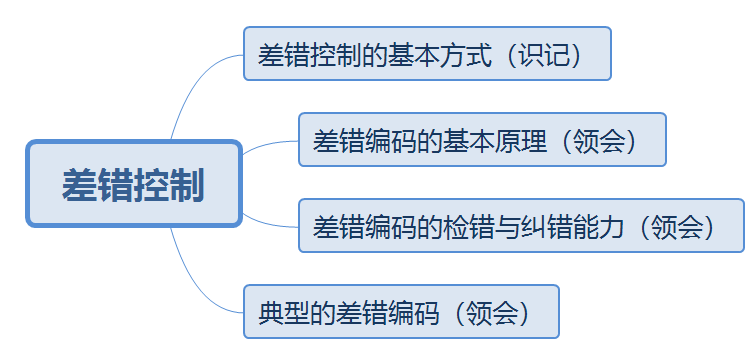 差错控制的基本方式（识记）
差错编码的基本原理（领会）
差错控制
差错编码的检错与纠错能力（领会）
典型的差错编码（领会）